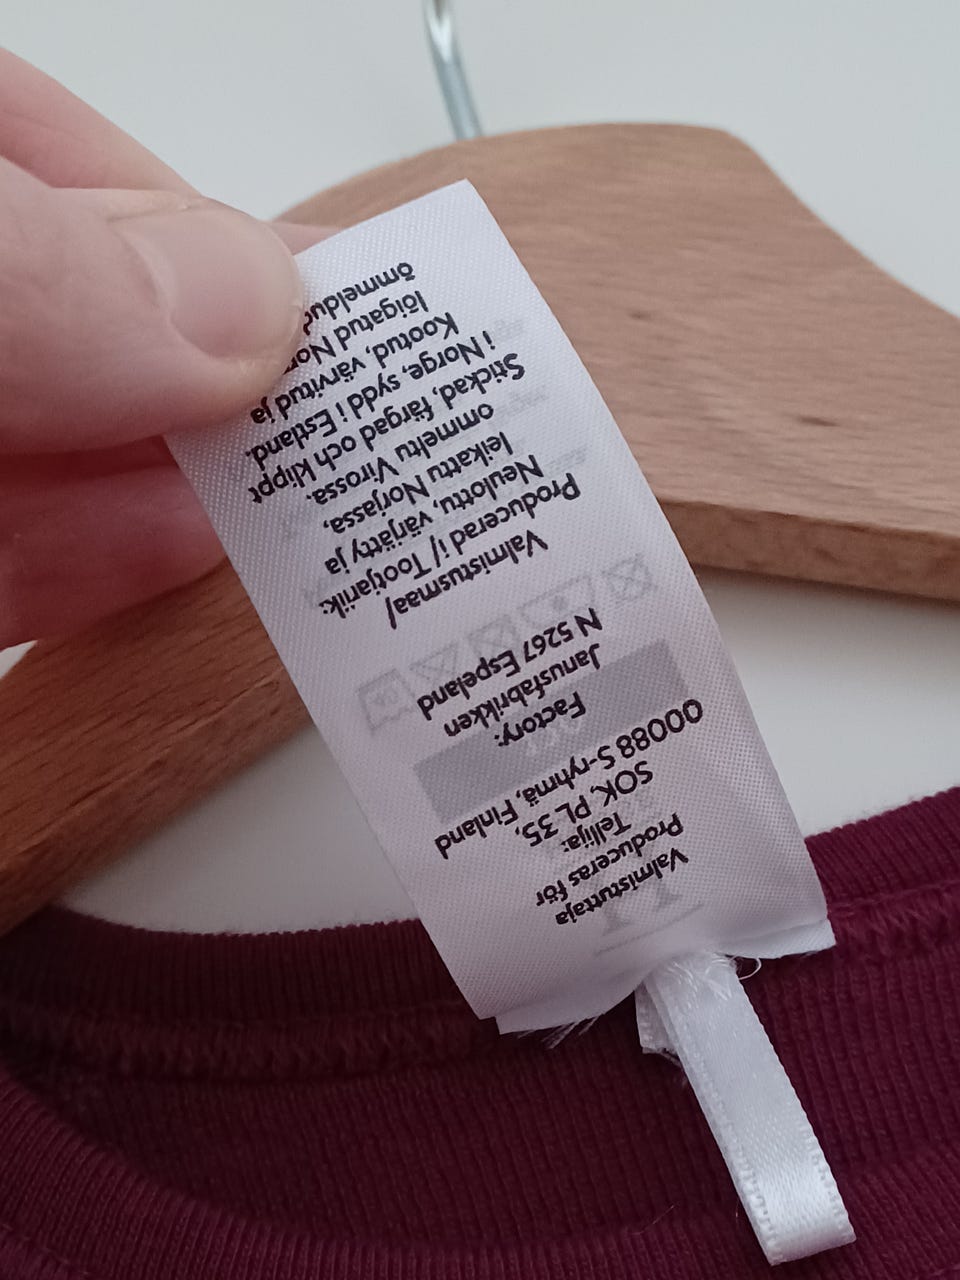 Valmistuttaja
Produceras för
Tellija:
SOK, PL 35,
00088 S-ryhmä, Finland
Factory:
Janusfabrikken
N 5267 Espeland
Valmistusmaa/
Producerad i/ Tootjariik:
Neulottu, värjätty ja
leikattu Norjassa,
ommeltu Virossa.
Stickad, färgad och klippt
i Norge, sydd i Estland.
Kootud, värvitud ja
lõigatud